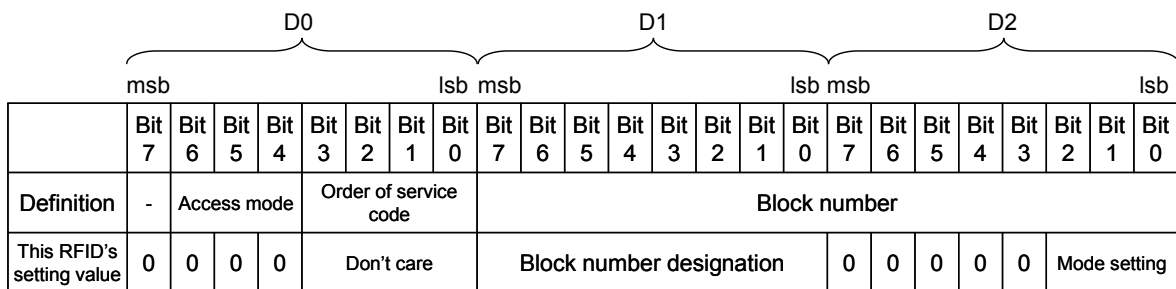 D0 D1 D2
msb lsb msb lsb msb lsb
Bit 7 Bit 6 Bit 5 Bit 4 Bit 3 Bit 2 Bit 1 Bit 0 Bit 7 Bit 6 Bit 5 Bit 4 Bit 3 Bit 2 Bit 1 Bit 0 Bit 7 Bit 6 Bit 5 Bit 4 Bit 3 Bit 2 Bit 1 Bit 0
Definition - Access mode Order of service code Block number
This RFID's setting value 0 0 0 0 Don't care Block number designation 0 0 0 0 0 Mode setting